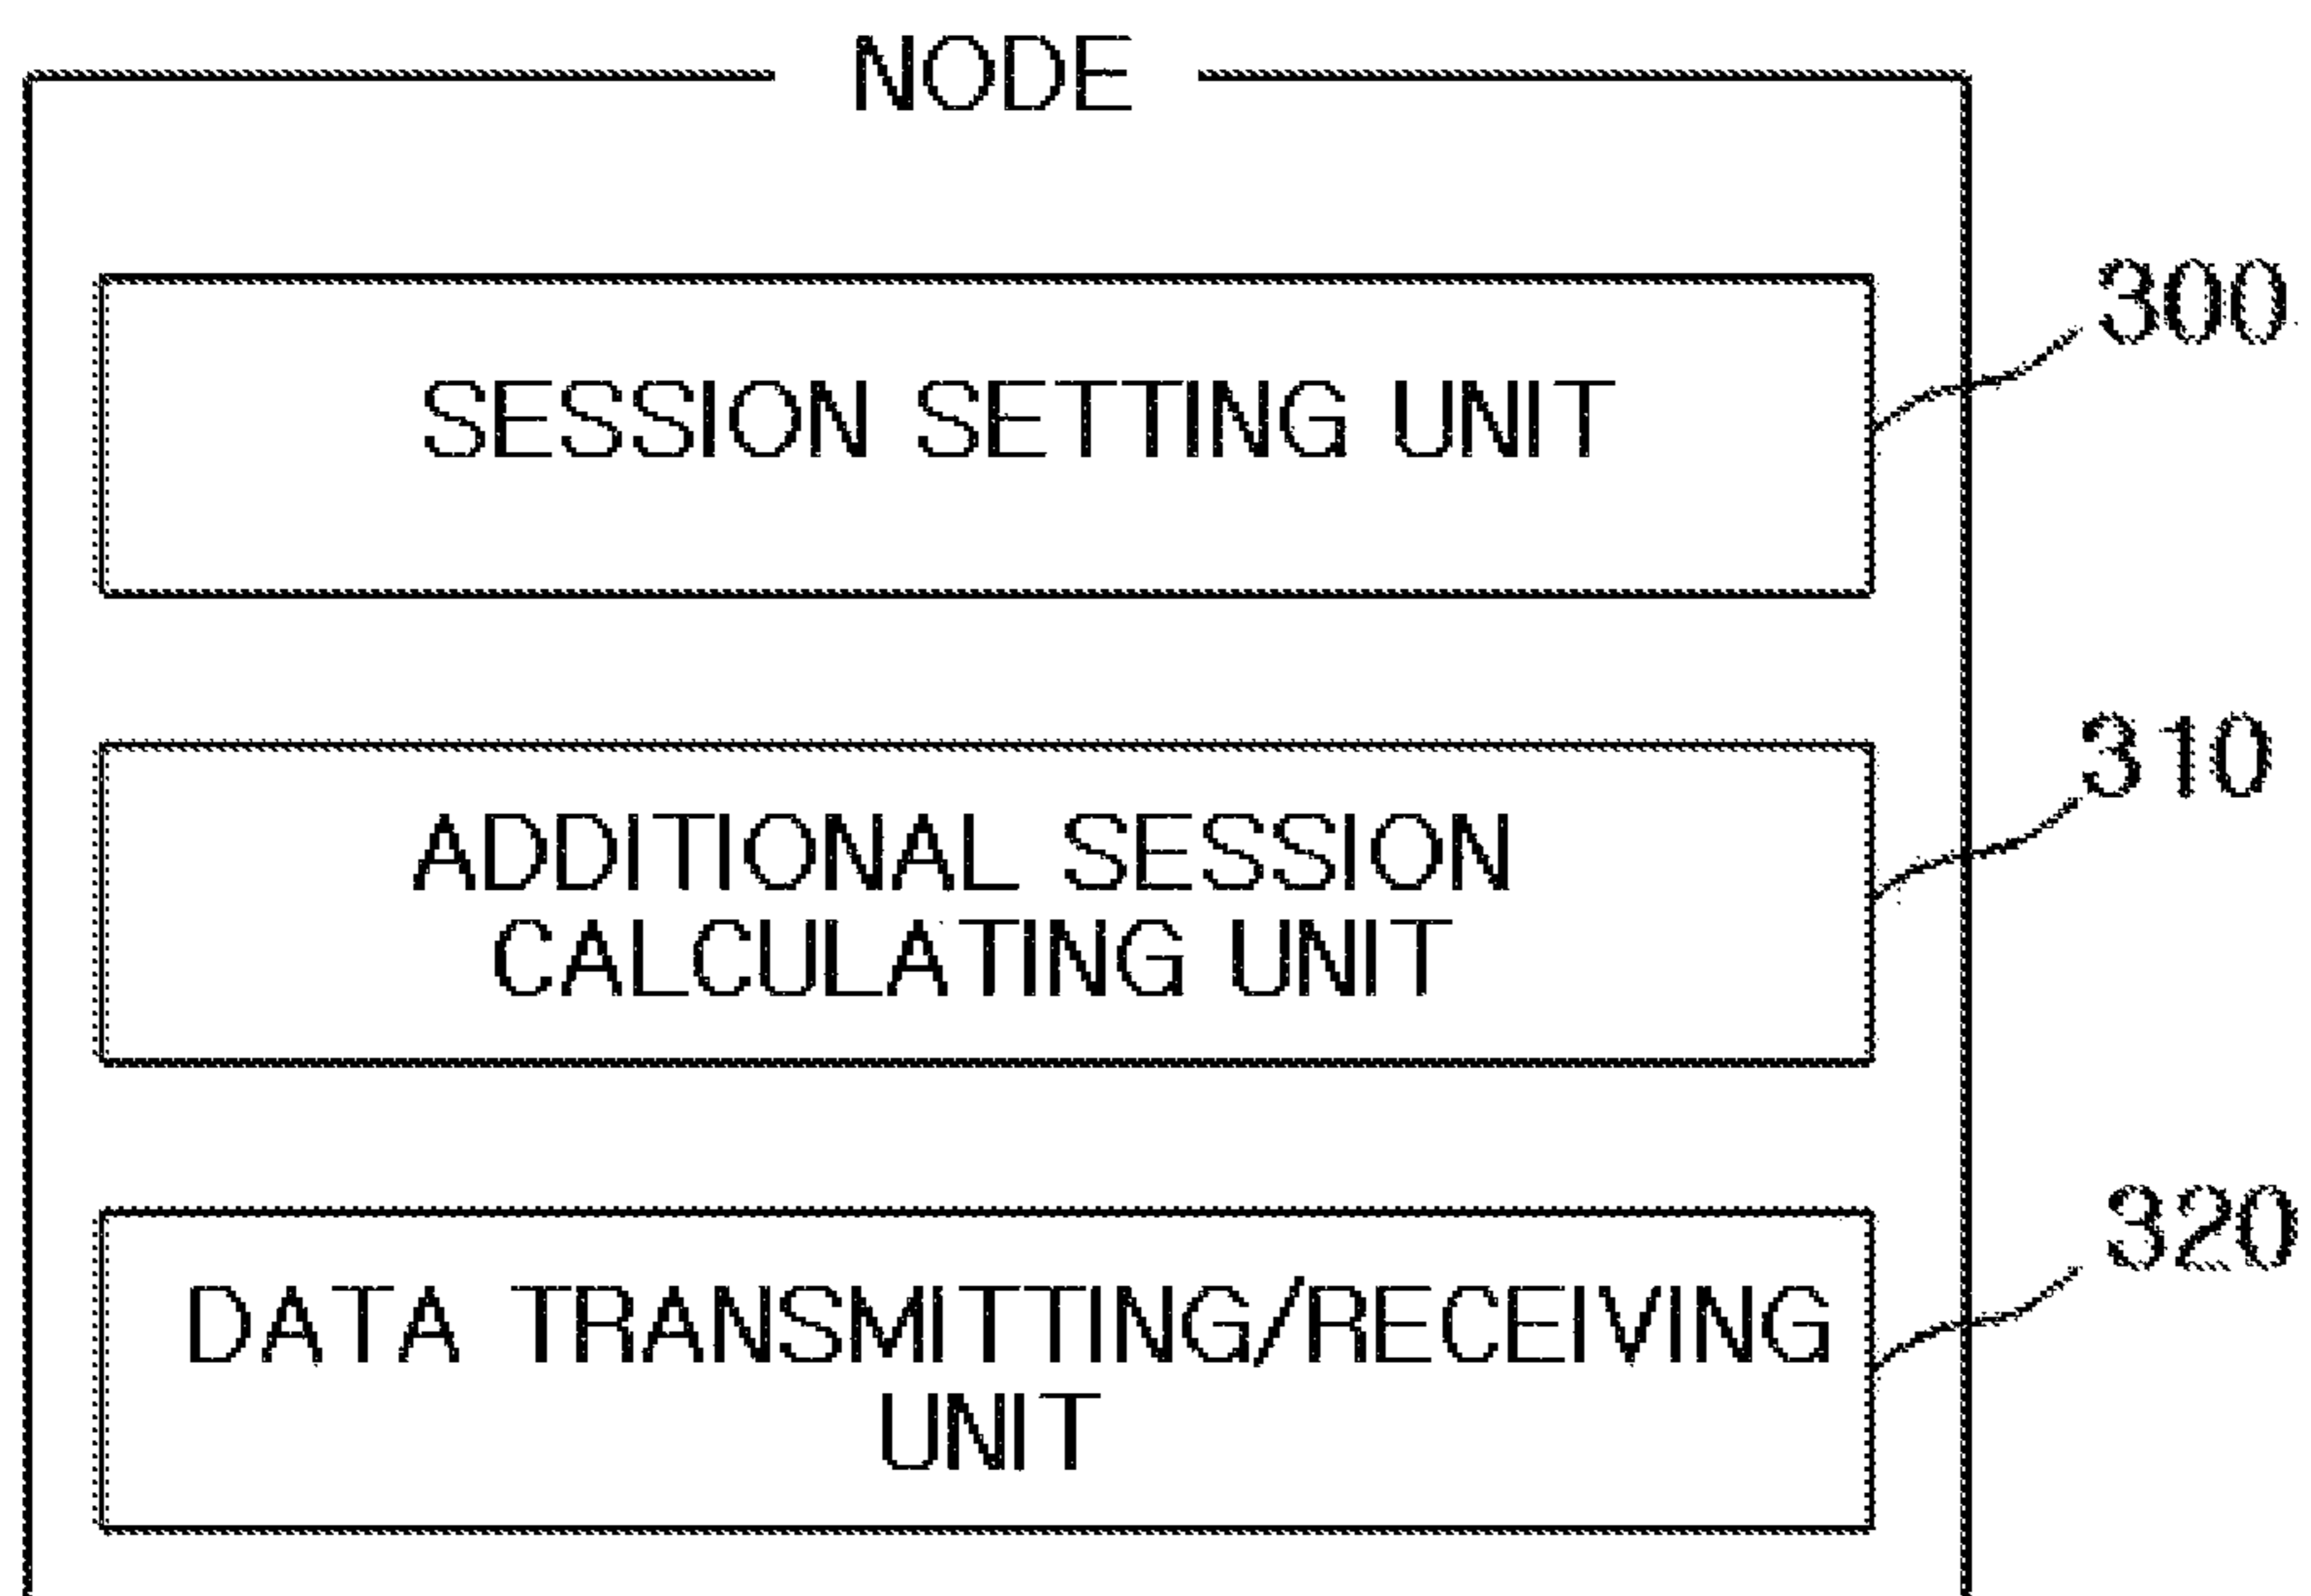 NODE
300
SESSION SETTING UNIT
310
ADDITIONAL SESSION
CALCULATING UNIT
320
DATA TRANSMITTING/RECEIVING
UNIT